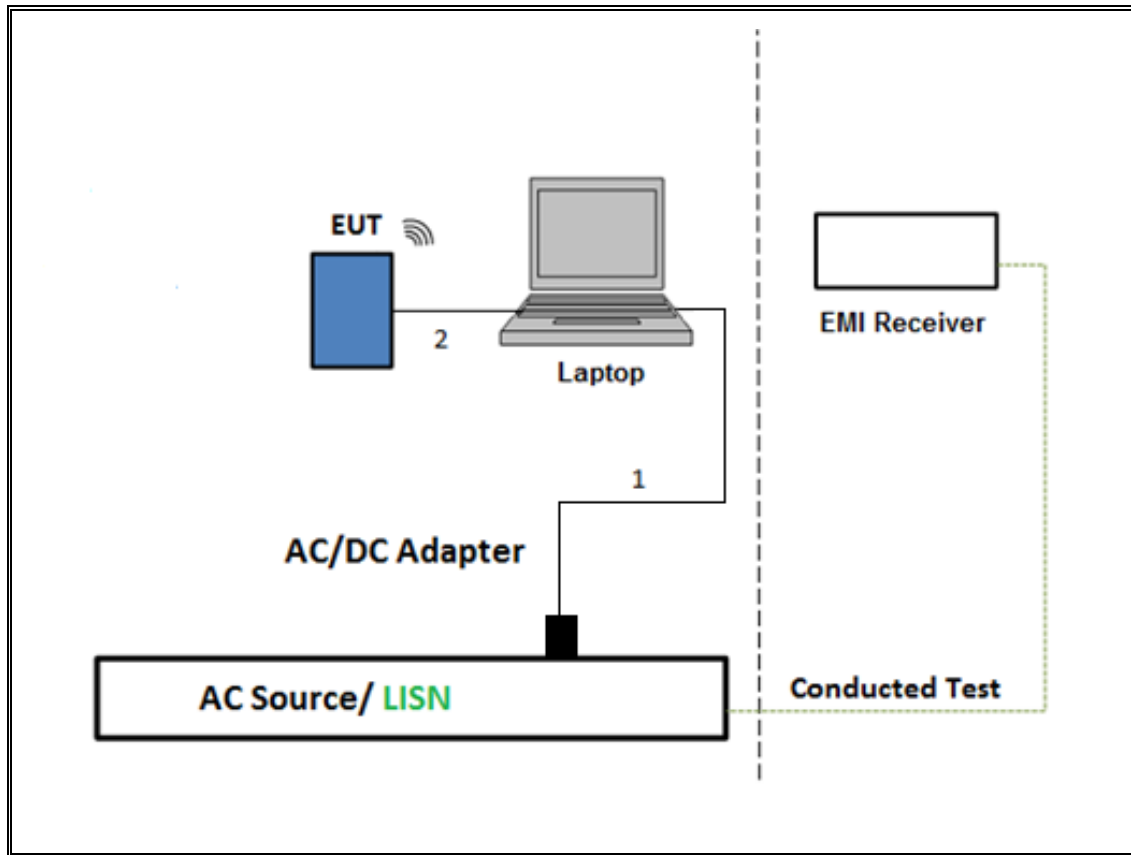 EUT
EMI Receiver
2
Laptop
1
AC/DC Adapter
AC Source/ LISN
Conducted Test